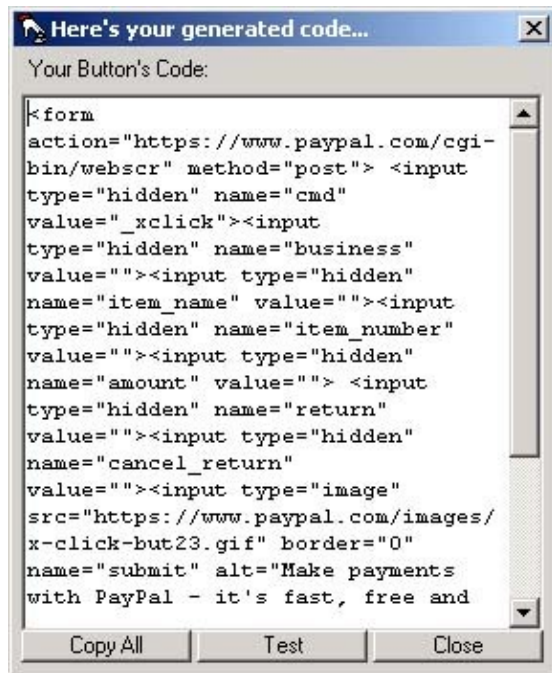 Here's your generated code...
Your Button's Code:
<form
action="https://www.paypal.com/cgi-
bin/webscr" method="post"> <input
type="hidden" name="cmd"
value="_xclick"><input
type="hidden" name="business"
value=""><input type="hidden"
name="item_name" value=""><input
type="hidden" name="item_number"
value=""><input type="hidden"
name="amount" value=""> <input
type="hidden" name="return"
value=""><input type="hidden"
name="cancel_return"
value=""><input type="image"
src="https://www.paypal.com/images/
x-click-but23.gif" border="0"
name="submit" alt="Make payments
with PayPal - it's fast, free and
Copy All Test Close